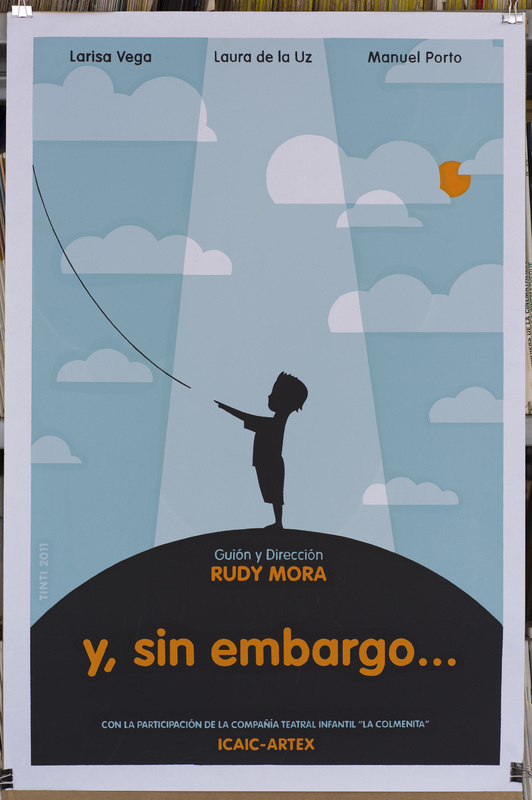 Larisa Vega
Laura de la Uz
Manuel Porto
Guión y Dirección
RUDY MORA
TINTI 2011
y, sin embargo...
CON LA PARTICIPACIÓN DE LA COMPAÑÍA TEATRAL INFANTIL "LA COLMENITA"
ICAIC-ARTEX